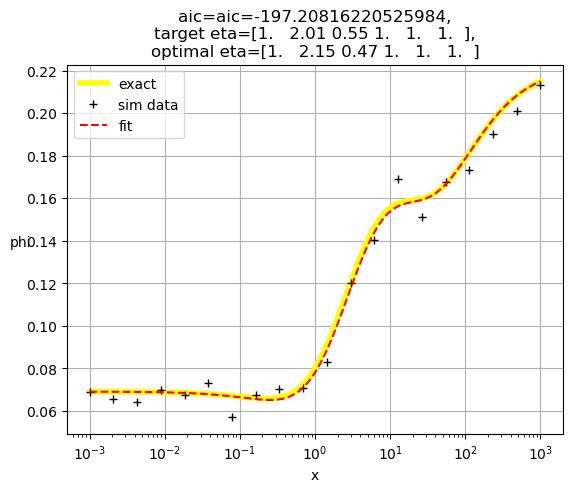 aic=aic=-197.20816220525984,
target eta=[1.   2.01 0.55 1.   1.   1.  ],
optimal eta=[1.   2.15 0.47 1.   1.   1.  ]
0.22
exact
sim data
fit
0.20
0.18
0.16
phi
0.14
0.12
0.10
0.08
0.06
10⁻³ 10⁻² 10⁻¹ 10⁰ 10¹ 10² 10³
x